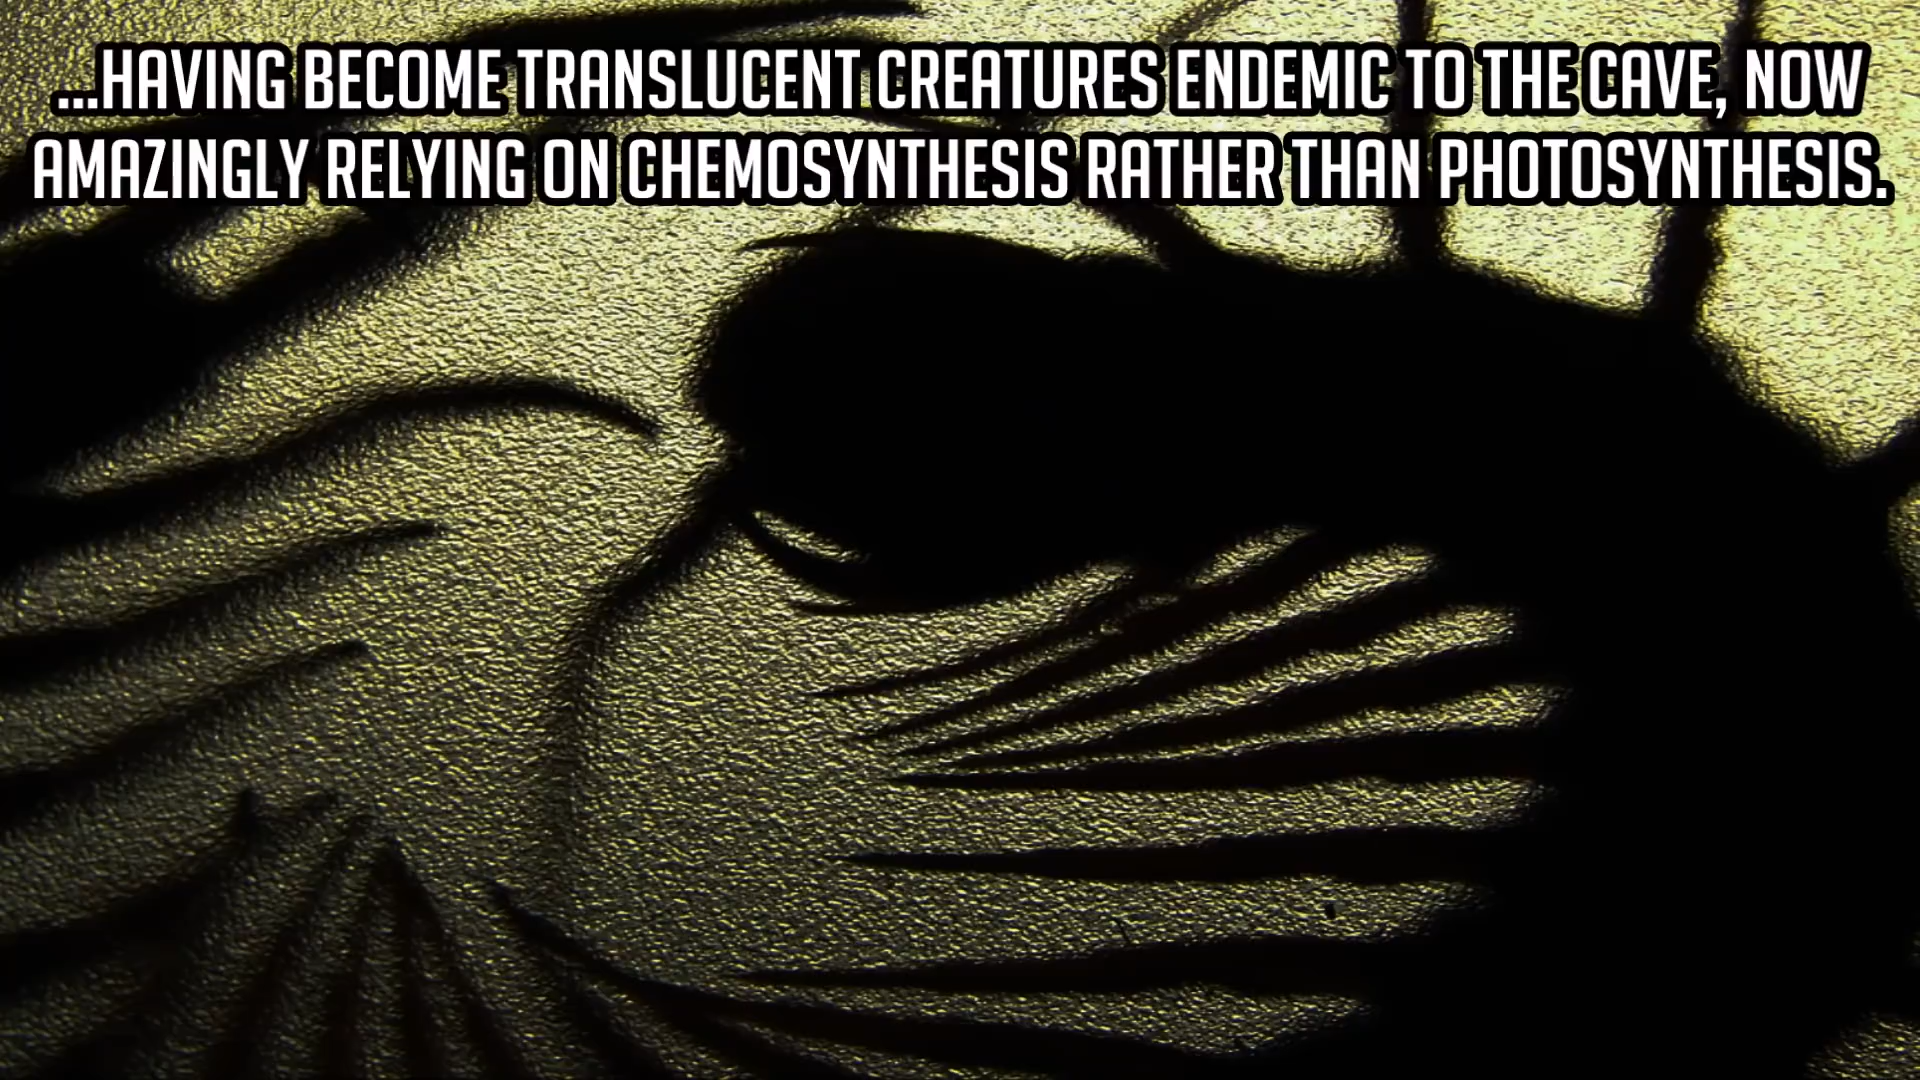 ...HAVING BECOME TRANSLUCENT CREATURES ENDEMIC TO THE CAVE, NOW
AMAZINGLY RELYING ON CHEMOSYNTHESIS RATHER THAN PHOTOSYNTHESIS.